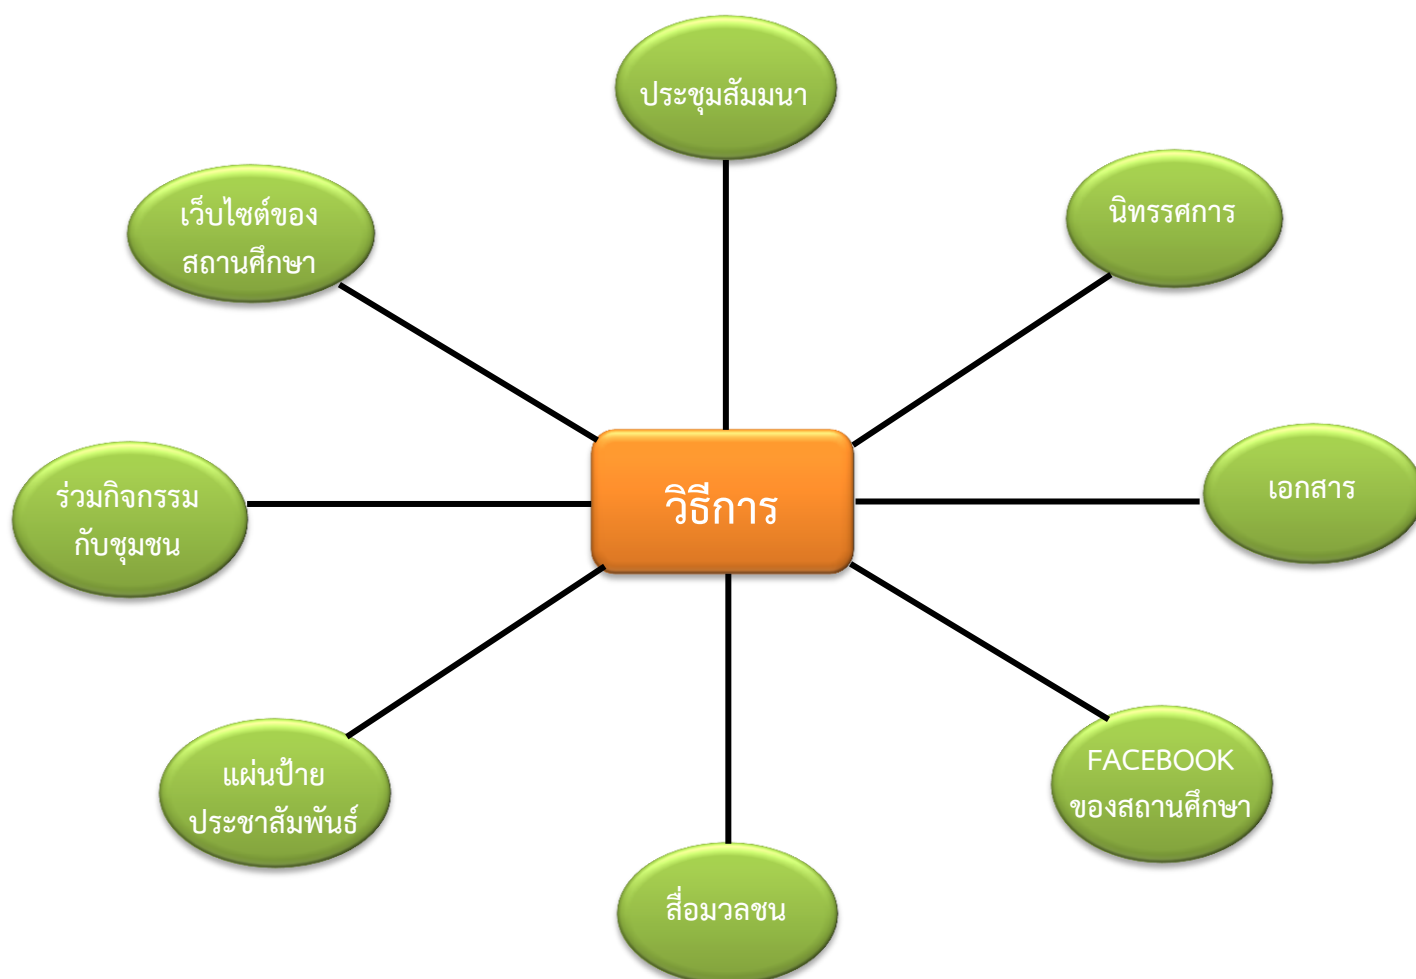 ประชุมสัมมนา
นิทรรศการ
เว็บไซต์ของ
สถานศึกษา
เอกสาร
ร่วมกิจกรรม
กับชุมชน
วิธีการ
FACEBOOK
ของสถานศึกษา
แผ่นป้าย
ประชาสัมพันธ์
สื่อมวลชน